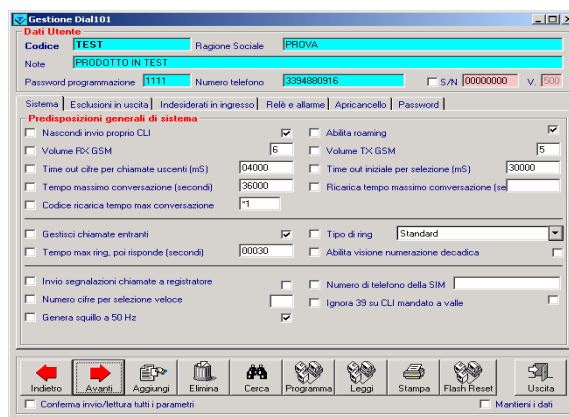 Gestione Dial101
Dati Utente
Codice TEST Ragione Sociale PROVA
Note PRODOTTO IN TEST
Password programmazione 1111 Numero telefono 3394880916 S/N 00000000 V. 500
Sistema Esclusioni in uscita Indesiderati in ingresso Relè e allarme Apricancello Password
Predisposizioni generali di sistema
Nascondi invio proprio CLI Abilita roaming
Volume RX GSM 6 Volume TX GSM 5
Time out cifre per chiamate uscenti (mS) 04000 Time out iniziale per selezione (mS) 30000
Tempo massimo conversazione (secondi) 36000 Ricarica tempo massimo comversazione (se
Codice ricarica tempo max conversazione *1
Gestisci chiamate entranti Tipo di ring Standard
Tempo max ring, poi risponde (secondi) 00030 Abilita visione numerazione decadica
Invio segnalazioni chiamate a registratore Numero di telefono della SIM
Numero cifre per selezione veloce Ignora 39 su CLI mandato a valle
Genera squillo a 50 Hz
Indietro Avanti Aggiungi Elimina Cerca Programma Leggi Stampa Flash Reset Uscita
Conferma invio/lettura tutti i parametri Mantieni i dati